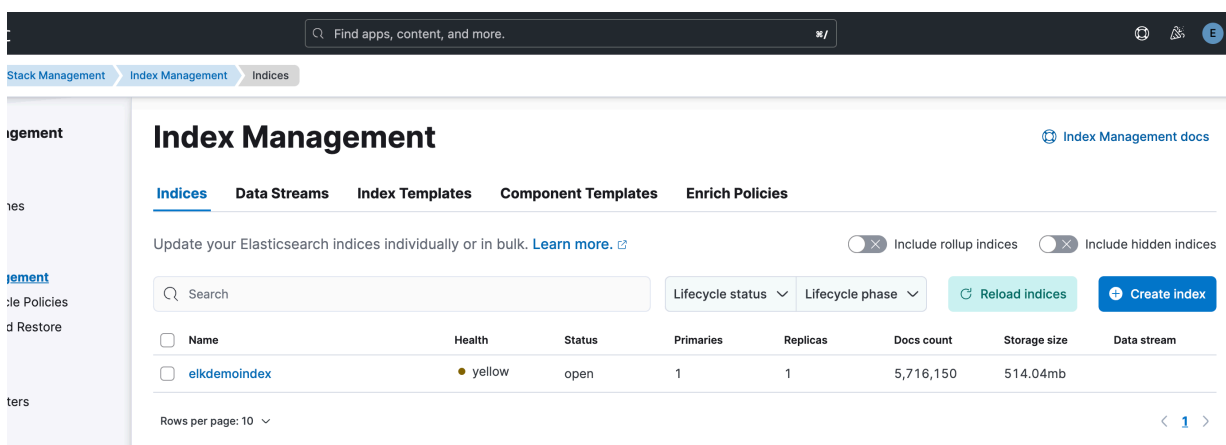 Find apps, content, and more. ⌘/ E
Stack Management Index Management Indices
agement
Index Management
Index Management docs
Indices Data Streams Index Templates Component Templates Enrich Policies
nes
Update your Elasticsearch indices individually or in bulk. Learn more. Include rollup indices Include hidden indices
gement
Search Lifecycle status Lifecycle phase Reload indices Create index
cle Policies
d Restore
Name Health Status Primaries Replicas Docs count Storage size Data stream
elkdemoindex yellow open 1 1 5,716,150 514.04mb
ters
Rows per page: 10 < 1 >